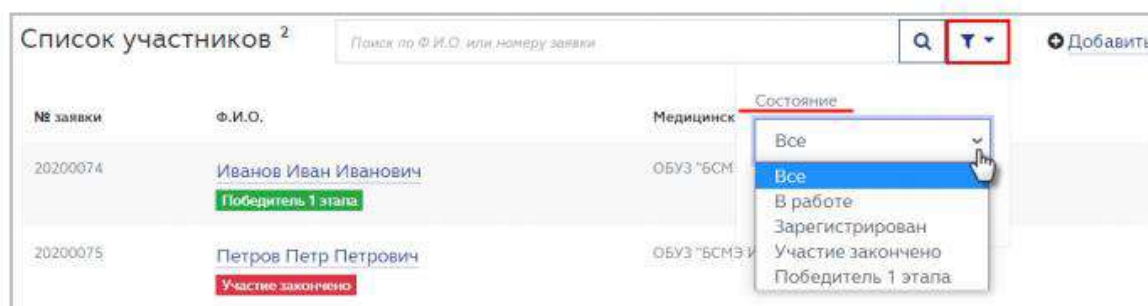 Список участников 2
Поиск по Ф.И.О. или номеру заявки
Добавить
Состояние
№ заявки Ф.И.О. Медицинск
Все
20200074 Иванов Иван Иванович ОБУЗ "БСМ
Победитель 1 этапа
Все
В работе
Зарегистрирован
Участие закончено
Победитель 1 этапа
20200075 Петров Петр Петрович ОБУЗ "БСМЭ И
Участие закончено